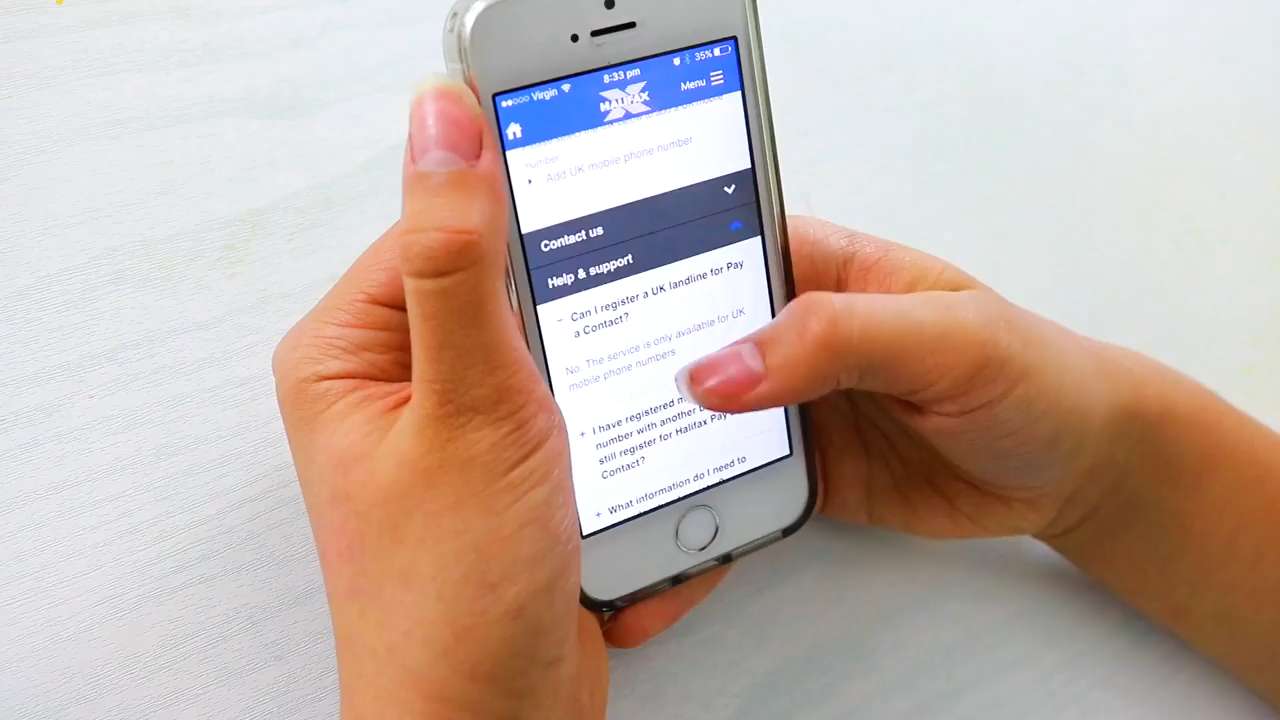 8:33 pm
Virgin
35%
HALIFAX
Menu
number
Add UK mobile phone number
Contact us
Help & support
Can I register a UK landline for Pay
a Contact?
No. The service is only available for UK
mobile phone numbers
I have registered
number with another
still register for Halifax Pay
Contact?
What information do I need to